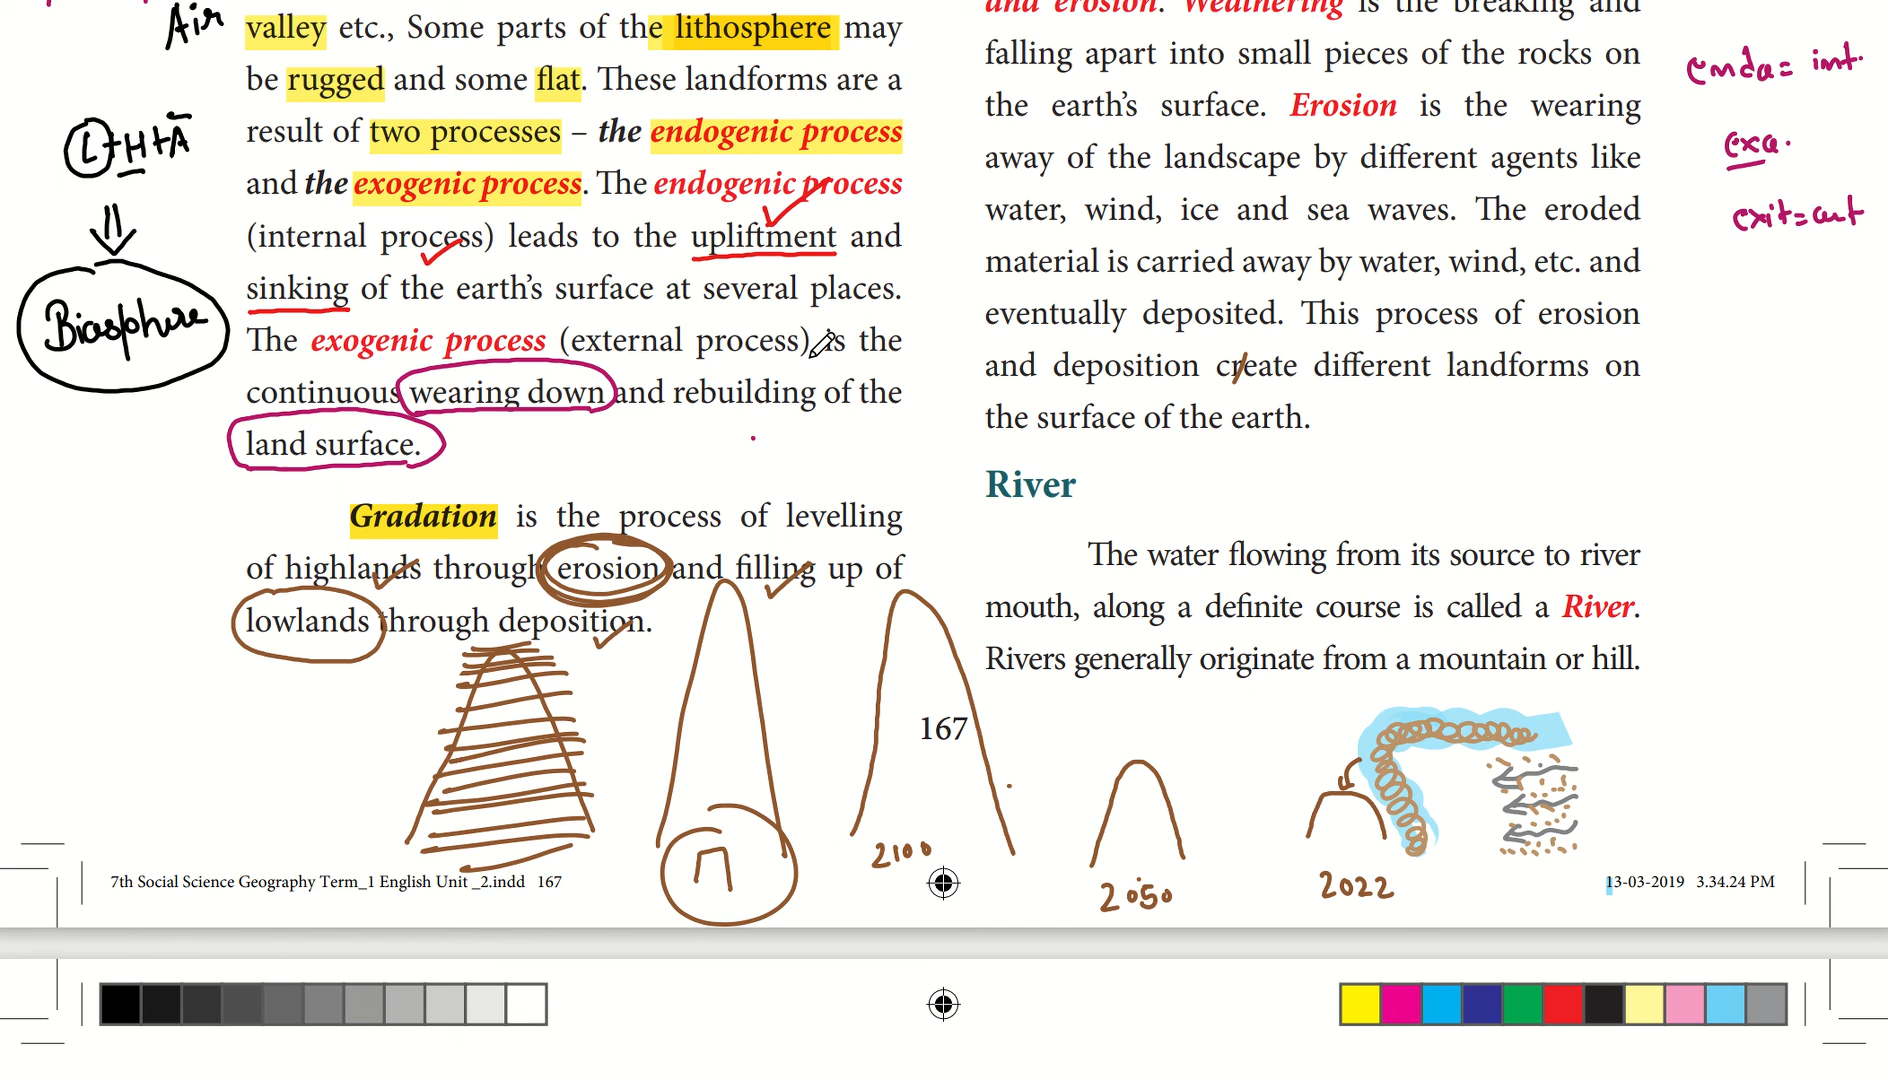 Air
valley etc., Some parts of the lithosphere may
be rugged and some flat. These landforms are a
result of two processes – the endogenic process
and the exogenic process. The endogenic process
(internal process) leads to the upliftment and
sinking of the earth's surface at several places.
The exogenic process (external process) is the
continuous wearing down and rebuilding of the
land surface.
L+H+A
Biosphere
Gradation is the process of levelling
of highlands through erosion and filling up of
lowlands through deposition.
and erosion. Weathering is the breaking and
falling apart into small pieces of the rocks on
the earth's surface. Erosion is the wearing
away of the landscape by different agents like
water, wind, ice and sea waves. The eroded
material is carried away by water, wind, etc. and
eventually deposited. This process of erosion
and deposition create different landforms on
the surface of the earth.
endo = int.
exo.
exit = out
River
The water flowing from its source to river
mouth, along a definite course is called a River.
Rivers generally originate from a mountain or hill.
167
2100
2050
2022
7th Social Science Geography Term_1 English Unit _2.indd 167
13-03-2019 3.34.24 PM